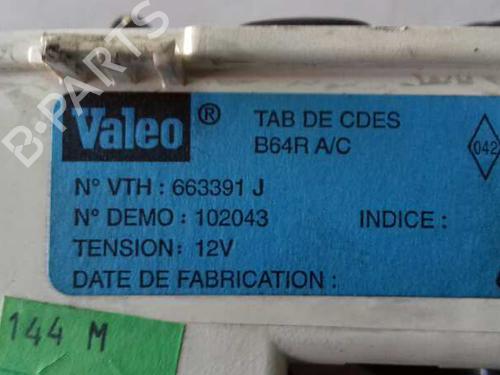 Valeo ® TAB DE CDES
B64R A/C
042
N° VTH : 663391 J
N° DEMO : 102043 INDICE :
TENSION : 12V
DATE DE FABRICATION :
144 M
B-PARTS